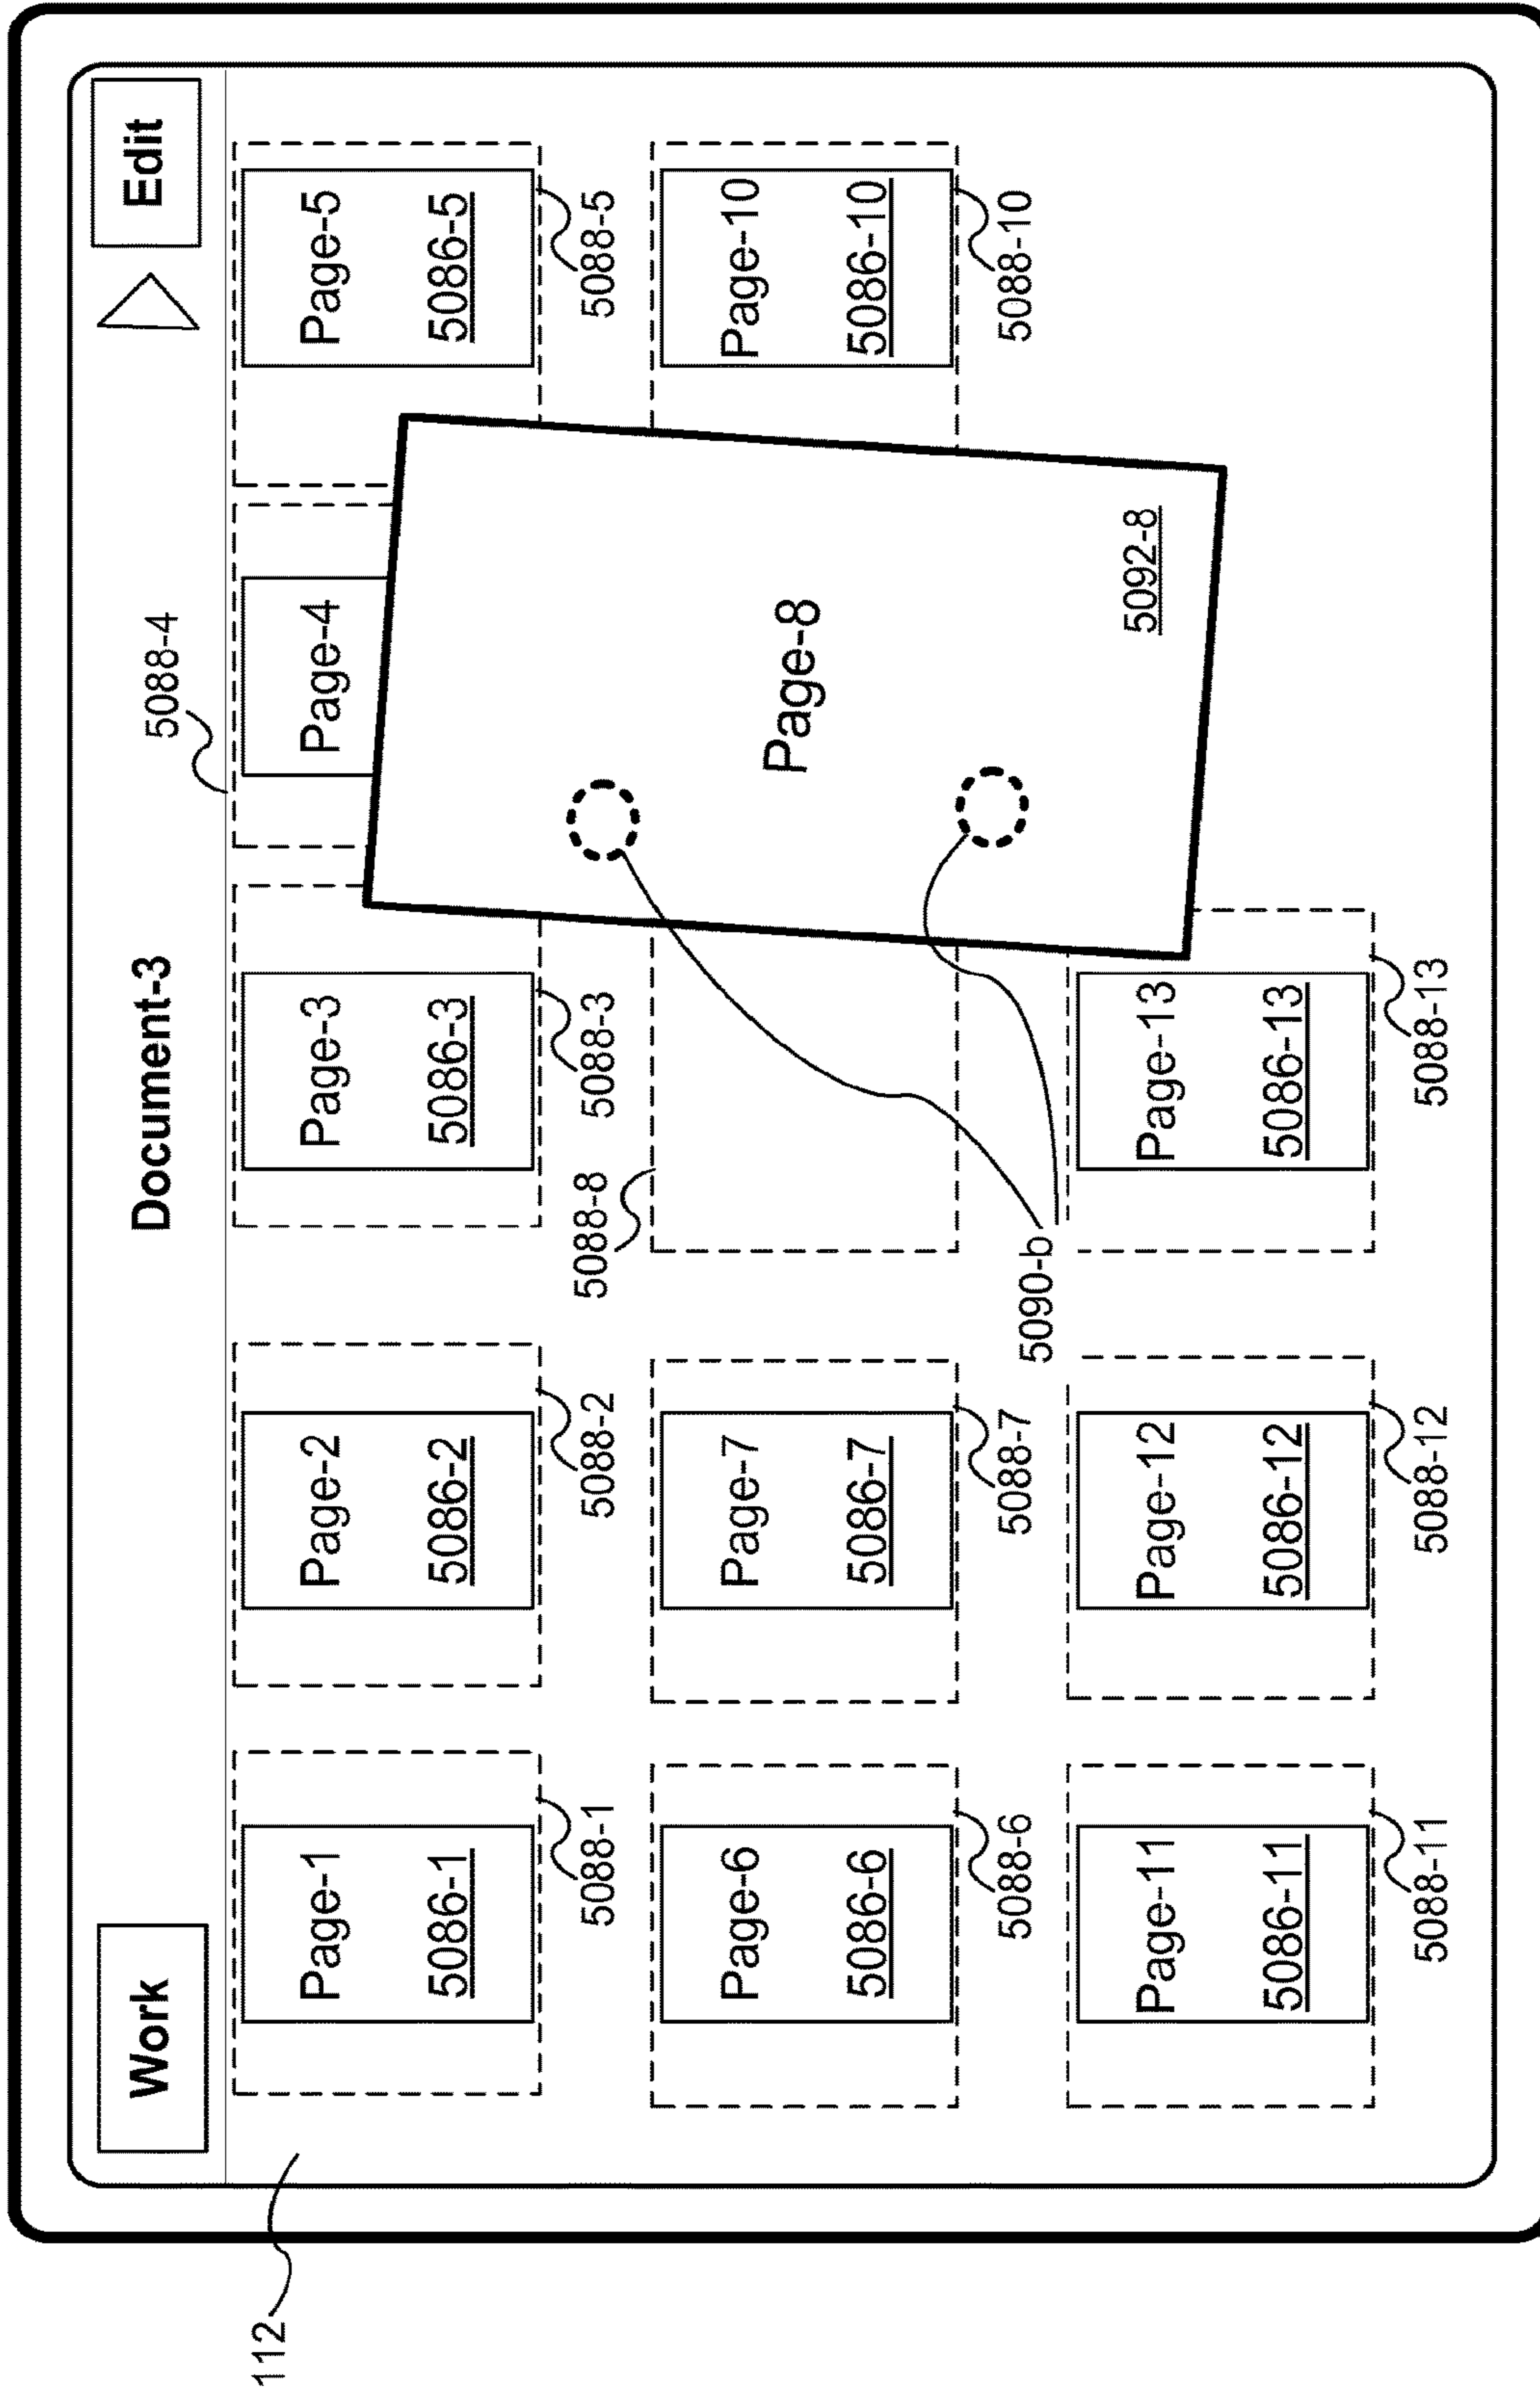 Work
Document-3
Edit
5088-4
Page-1
5086-1
5088-1
Page-2
5086-2
5088-2
Page-3
5086-3
5088-3
Page-4
Page-5
5086-5
5088-5
Page-6
5086-6
5088-6
Page-7
5086-7
5088-7
5088-8
Page-8
5092-8
5090-b
Page-10
5086-10
5088-10
Page-11
5086-11
5088-11
Page-12
5086-12
5088-12
Page-13
5086-13
5088-13
112